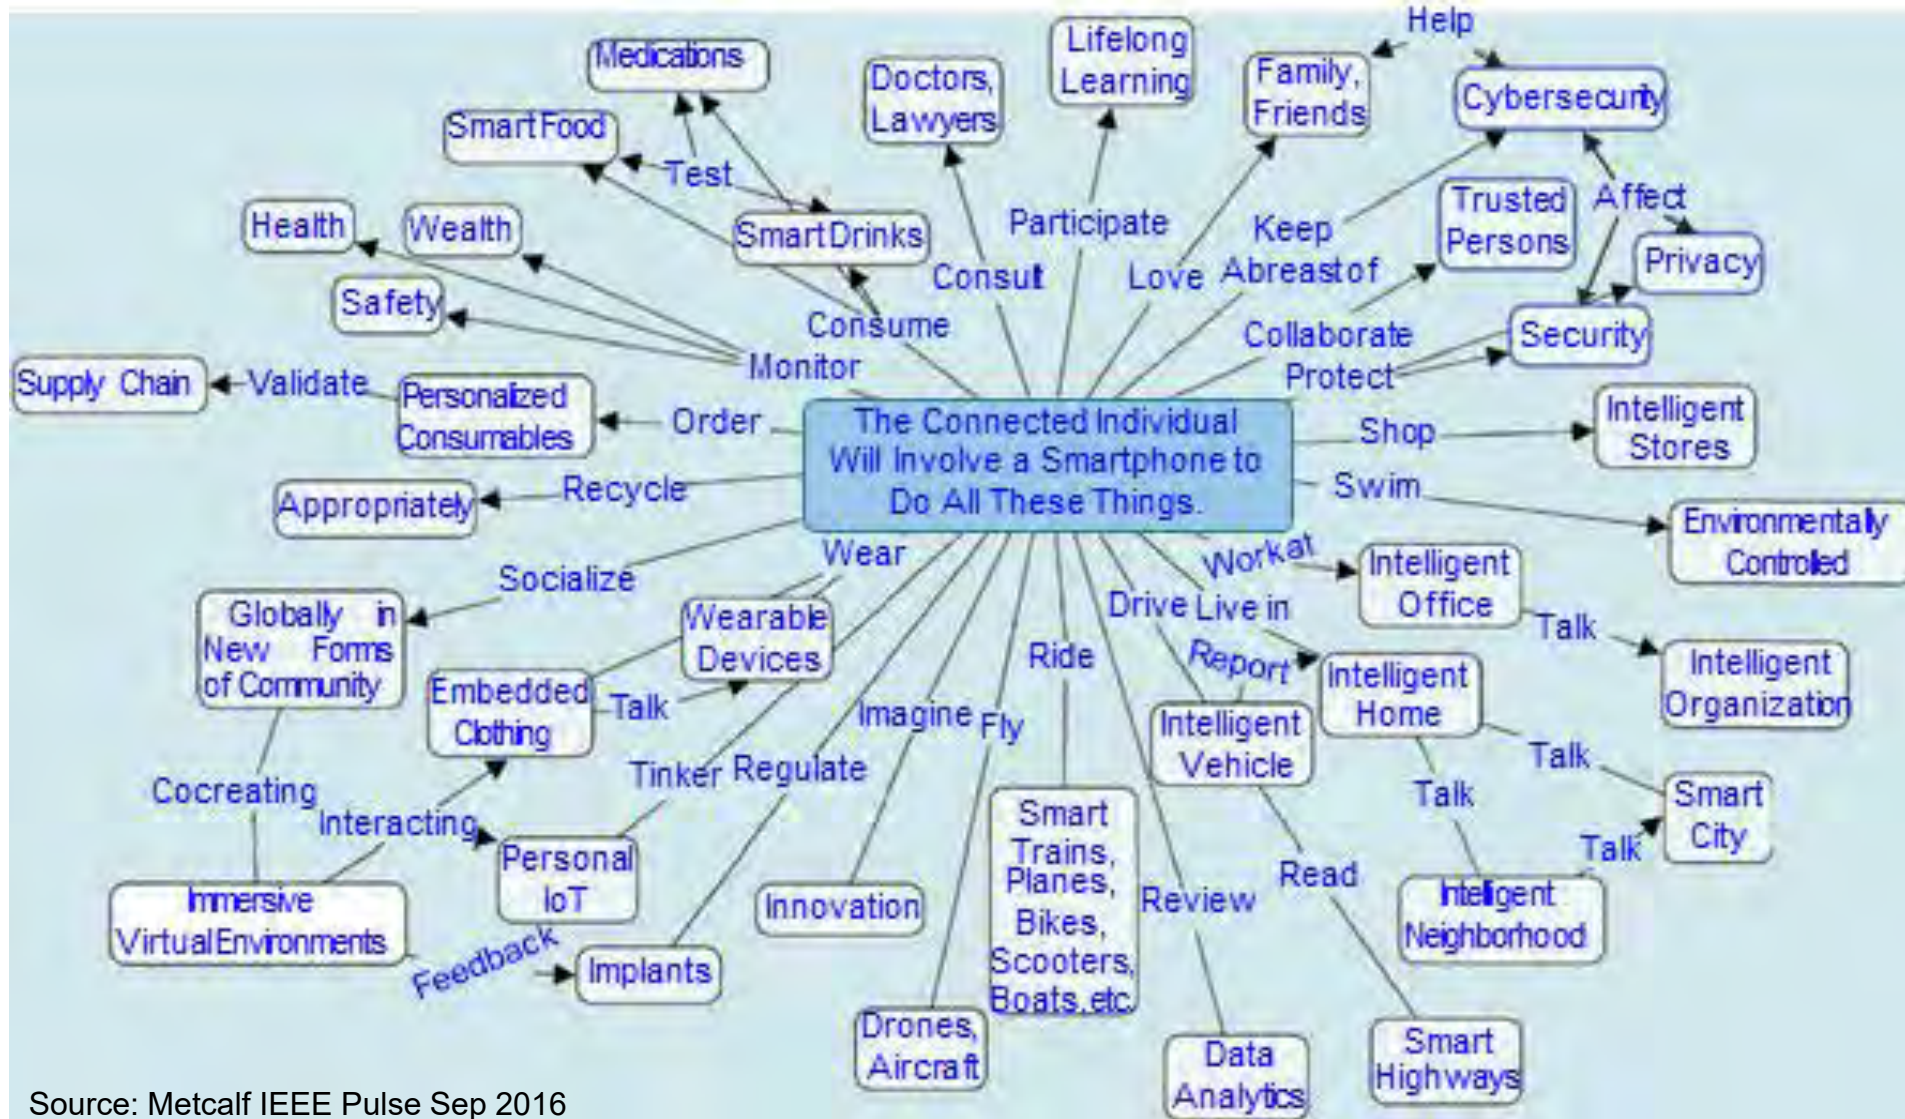 Help
Medications
Lifelong
Learning
Doctors,
Lawyers
Family,
Friends
Cybersecurity
Smart Food
Test
Trusted
Persons
Affect
Health
Wealth
Smart Drinks
Participate
Keep
Abreast of
Privacy
Consult
Love
Safety
Consume
Collaborate
Security
Monitor
Protect
Supply Chain
Validate
Personalized
Consumables
Order
The Connected Individual
Will Involve a Smartphone to
Do All These Things.
Shop
Intelligent
Stores
Recycle
Swim
Appropriately
Environmentally
Controlled
Wear
Work at
Intelligent
Office
Socialize
Globally in
New Forms
of Community
Wearable
Devices
Drive
Live in
Talk
Ride
Report
Intelligent
Home
Intelligent
Organization
Embedded
Clothing
Talk
Imagine
Fly
Intelligent
Vehicle
Talk
Tinker
Regulate
Cocreating
Interacting
Talk
Smart
City
Smart
Trains,
Planes,
Bikes,
Scooters,
Boats, etc.
Personal
IoT
Talk
Read
Review
Immersive
Virtual Environments
Innovation
Intelligent
Neighborhood
Feedback
Implants
Drones,
Aircraft
Data
Analytics
Smart
Highways
Source: Metcalf IEEE Pulse Sep 2016